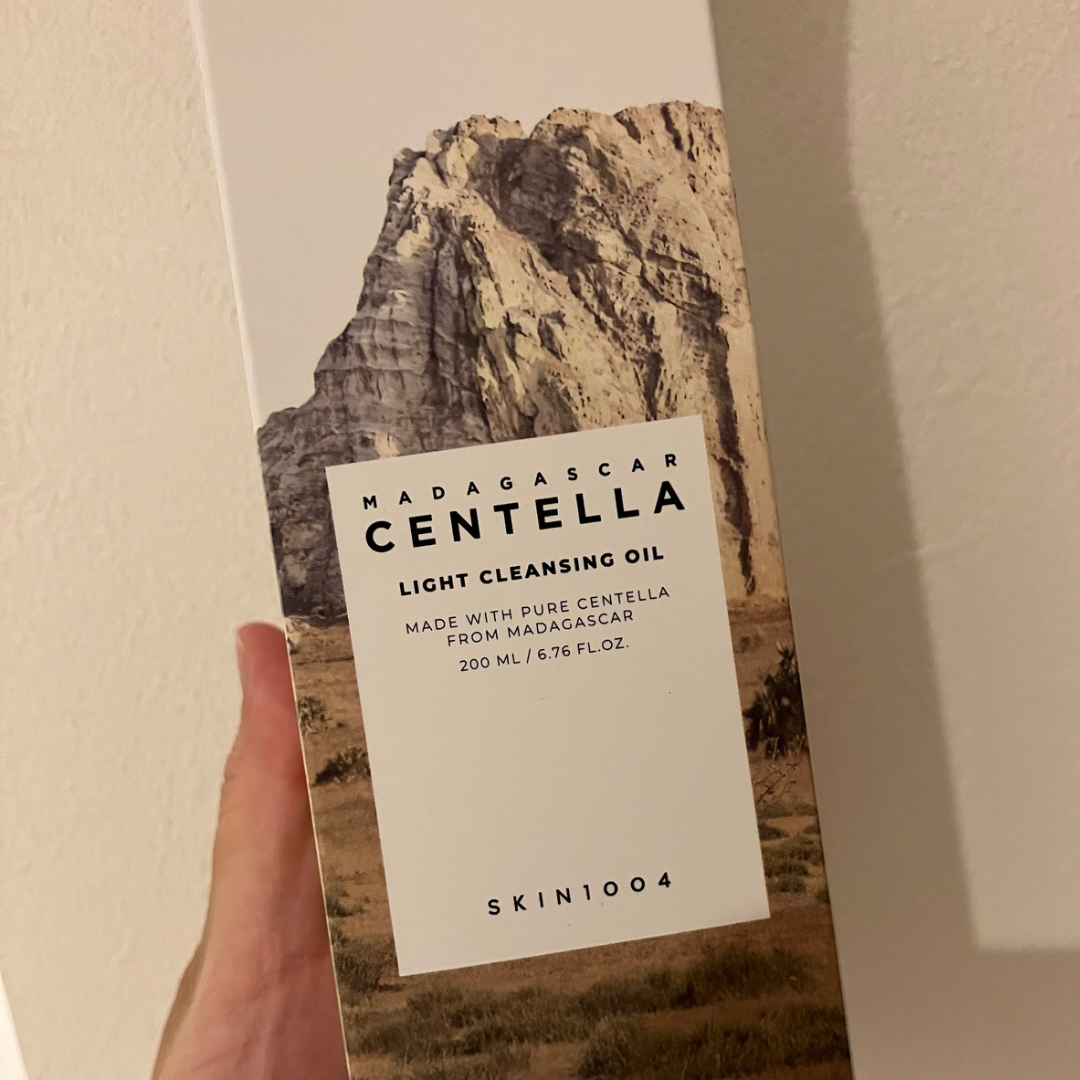 MADAGASCAR
CENTELLA
LIGHT CLEANSING OIL
MADE WITH PURE CENTELLA
FROM MADAGASCAR
200 ML / 6.76 FL.OZ.
SKIN1004